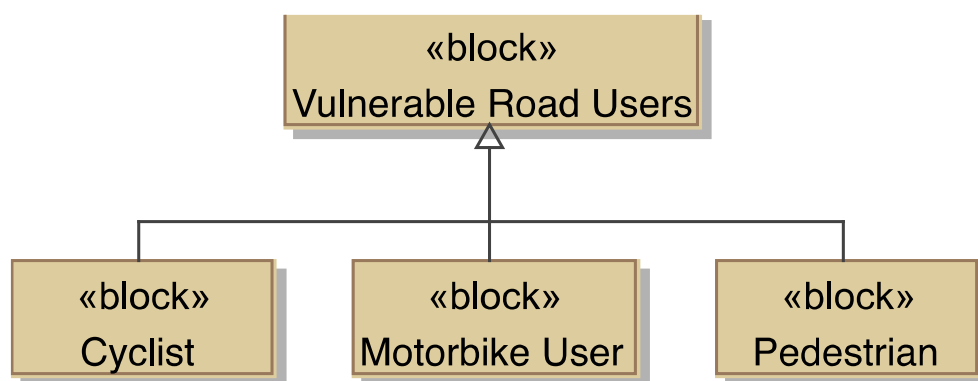 «block»
Vulnerable Road Users
«block»
Cyclist
«block»
Motorbike User
«block»
Pedestrian